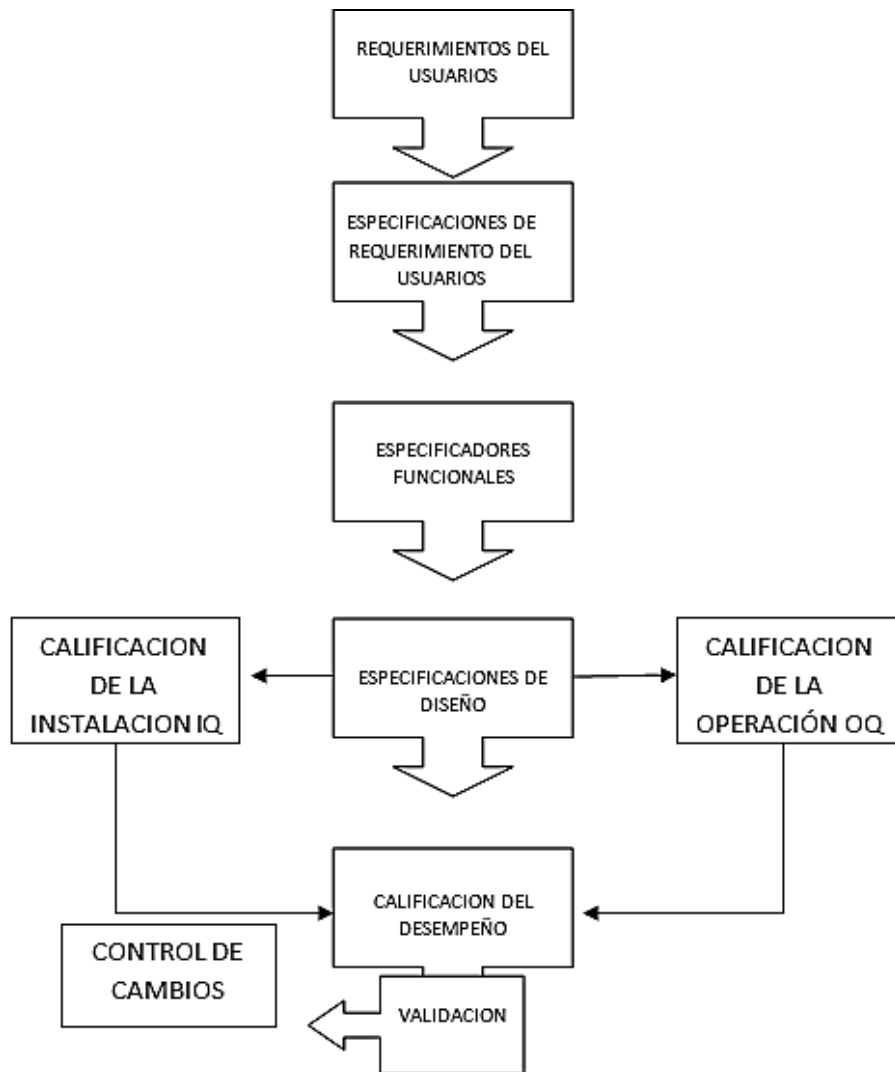 REQUERIMIENTOS DEL
USUARIOS
ESPECIFICACIONES DE
REQUERIMIENTO DEL
USUARIOS
ESPECIFICADORES
FUNCIONALES
CALIFICACION
DE LA
INSTALACION IQ
ESPECIFICACIONES DE
DISEÑO
CALIFICACION
DE LA
OPERACIÓN OQ
CALIFICACION DEL
DESEMPEÑO
CONTROL DE
CAMBIOS
VALIDACION